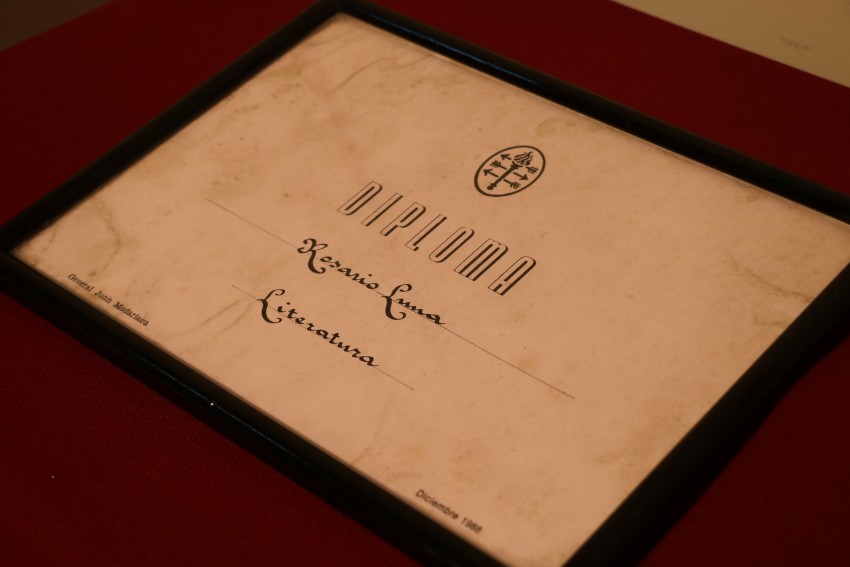 DIPLOMA
Rosario Luna
Literatura
General Juan Madariaga
Diciembre 1988